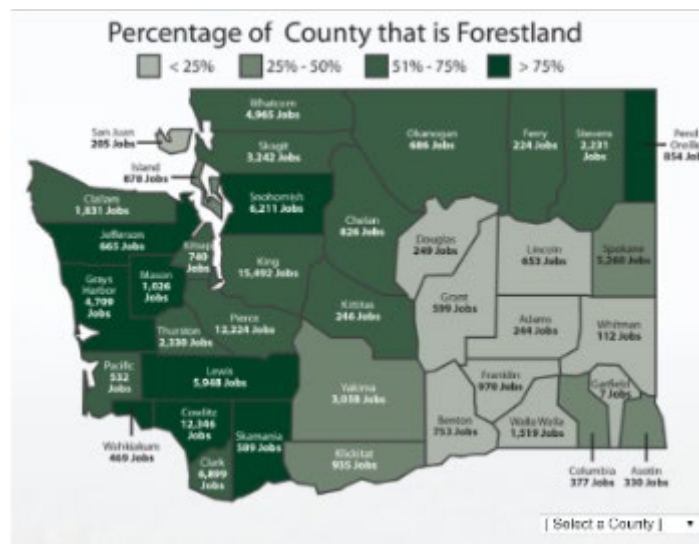 Percentage of County that is Forestland
< 25%
25% - 50%
51% - 75%
> 75%
Whatcom
4,965 Jobs
San Juan
205 Jobs
Skagit
3,242 Jobs
Island
878 Jobs
Snohomish
6,211 Jobs
Okanogan
686 Jobs
Ferry
224 Jobs
Stevens
2,231
Jobs
Pend
Oreille
854 J
Clallam
1,831 Jobs
Jefferson
665 Jobs
Kitsap
740
Jobs
King
15,492 Jobs
Chelan
826 Jobs
Douglas
249 Jobs
Lincoln
653 Jobs
Spokane
5,260 Jobs
Grays
Harbor
4,709
Jobs
Mason
1,026
Jobs
Thurston
2,330 Jobs
Pierce
12,224 Jobs
Kittitas
246 Jobs
Grant
599 Jobs
Adams
244 Jobs
Whitman
112 Jobs
Pacific
532
Jobs
Lewis
5,948 Jobs
Yakima
3,018 Jobs
Franklin
970 Jobs
Garfield
7 Jobs
Benton
753 Jobs
Walla Walla
1,519 Jobs
Wahkiakum
469 Jobs
Cowlitz
12,346
Jobs
Skamania
589 Jobs
Clark
6,899
Jobs
Klickitat
935 Jobs
Columbia
377 Jobs
Asotin
330 Jobs
[ Select a County ]